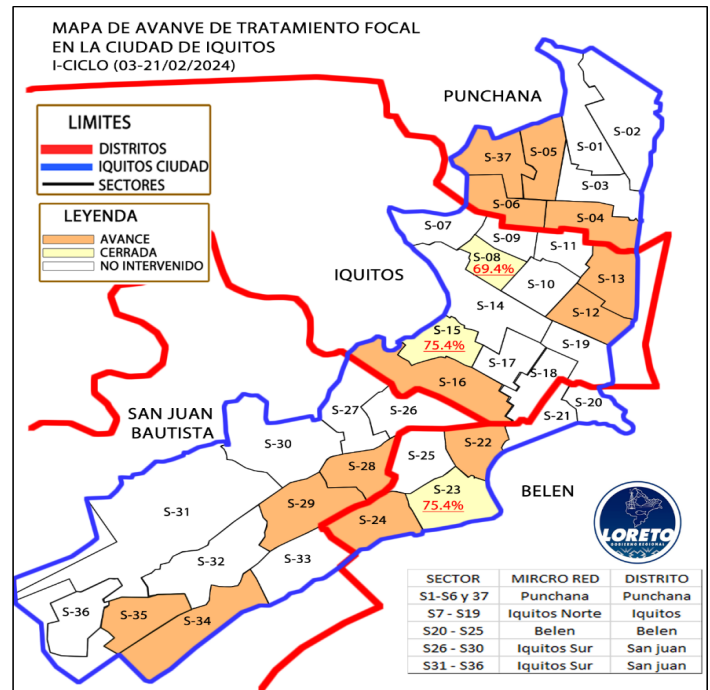 MAPA DE AVANVE DE TRATAMIENTO FOCAL
EN LA CIUDAD DE IQUITOS
I-CICLO (03-21/02/2024)
PUNCHANA
LIMITES
DISTRITOS
IQUITOS CIUDAD
SECTORES
LEYENDA
AVANCE
CERRADA
NO INTERVENIDO
S-02
S-01
S-05
S-37
S-03
S-06
S-04
S-07
S-09
S-11
IQUITOS
S-08
69.4%
S-10
S-13
S-14
S-12
S-15
75.4%
S-19
S-17
S-18
S-16
SAN JUAN
BAUTISTA
S-27
S-26
S-20
S-21
S-30
S-22
S-25
S-28
S-23
75.4%
BELEN
S-29
S-31
S-24
S-32
S-33
S-36
S-35
S-34
LORETO
GOBIERNO REGIONAL
SECTOR MIRCRO RED DISTRITO
S1-S6 y 37 Punchana Punchana
S7 - S19 Iquitos Norte Iquitos
S20 - S25 Belen Belen
S26 - S30 Iquitos Sur San juan
S31 - S36 Iquitos Sur San juan